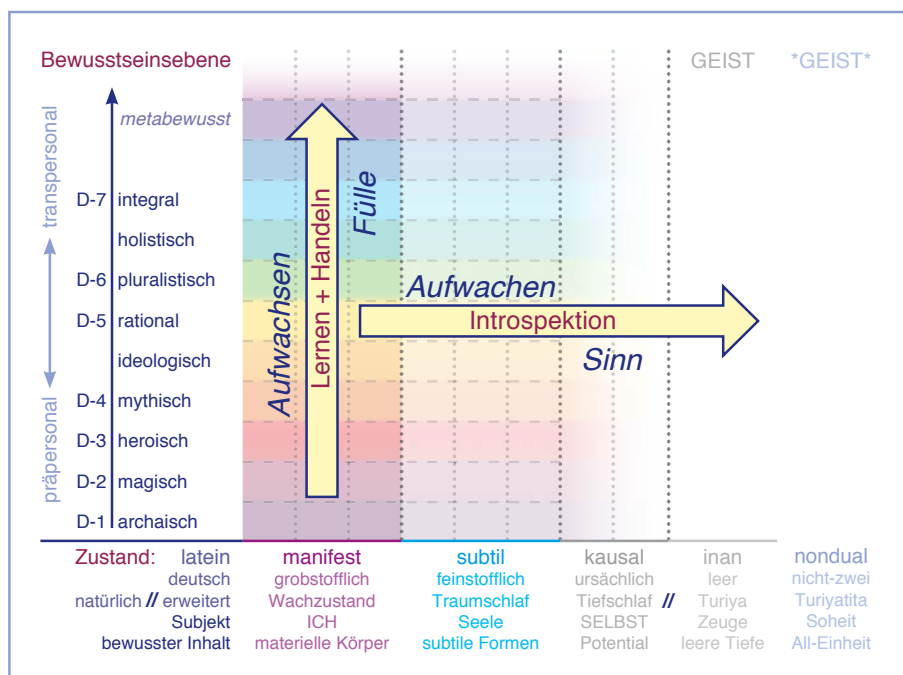 Bewusstseinsebene GEIST *GEIST*
metabewusst
transpersonal
präpersonal
D-7 integral
holistisch
D-6 pluralistisch
D-5 rational
ideologisch
D-4 mythisch
D-3 heroisch
D-2 magisch
D-1 archaisch
Aufwachsen
Lernen + Handeln
Fülle
Aufwachen
Introspektion
Sinn
Zustand: latein manifest subtil kausal inan nondual
deutsch grobstofflich feinstofflich ursächlich leer nicht-zwei
natürlich // erweitert Wachzustand Traumschlaf Tiefschlaf // Turiya Turiyatita
Subjekt ICH Seele SELBST Zeuge Soheit
bewusster Inhalt materielle Körper subtile Formen Potential leere Tiefe All-Einheit